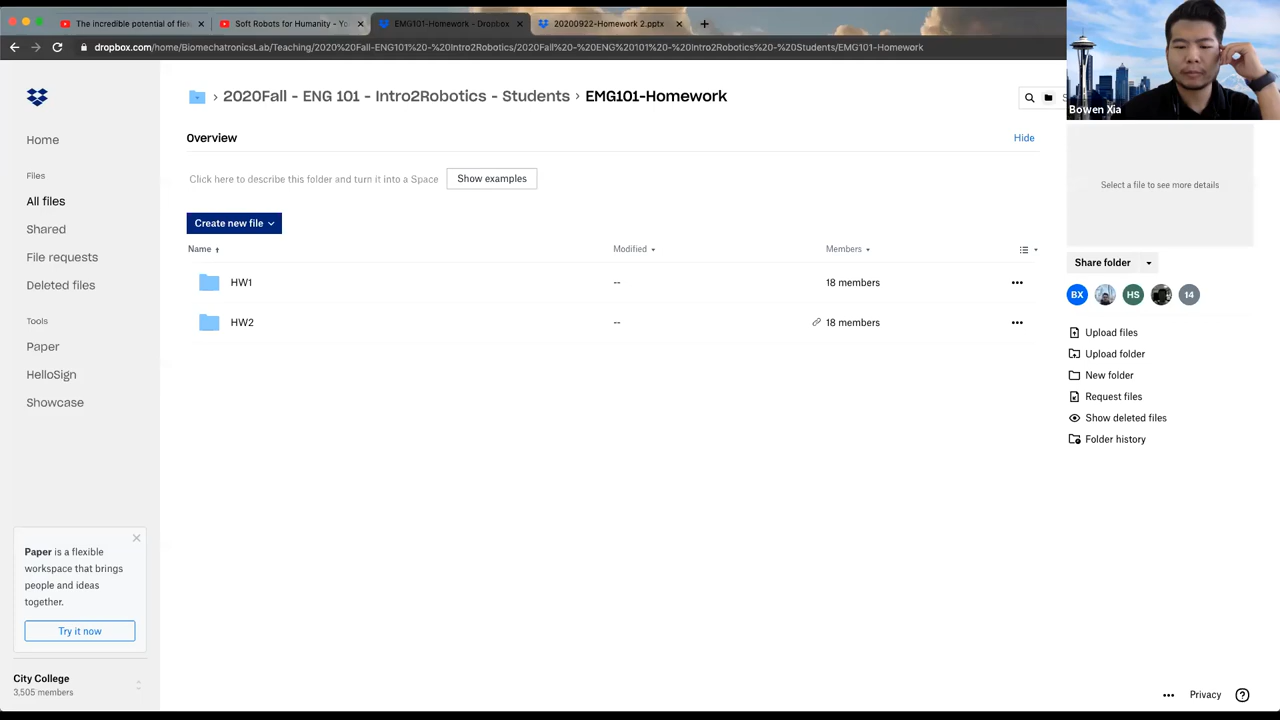 The incredible potential of flex
Soft Robots for Humanity - Yo
EMG101-Homework - Dropbox
20200922-Homework 2.pptx
dropbox.com/home/BiomechatronicsLab/Teaching/2020%20Fall-ENG101%20-%20Intro2Robotics/2020Fall%20-%20ENG%20101%20-%20Intro2Robotics%20-%20Students/EMG101-Homework
Bowen Xia
2020Fall - ENG 101 - Intro2Robotics - Students › EMG101-Homework
Overview
Hide
Click here to describe this folder and turn it into a Space
Show examples
Create new file
Name
Modified
Members
HW1
--
18 members
HW2
--
18 members
Home
Files
All files
Shared
File requests
Deleted files
Tools
Paper
HelloSign
Showcase
Paper is a flexible
workspace that brings
people and ideas
together.
Try it now
City College
3,505 members
Select a file to see more details
Share folder
BX
HS
14
Upload files
Upload folder
New folder
Request files
Show deleted files
Folder history
Privacy